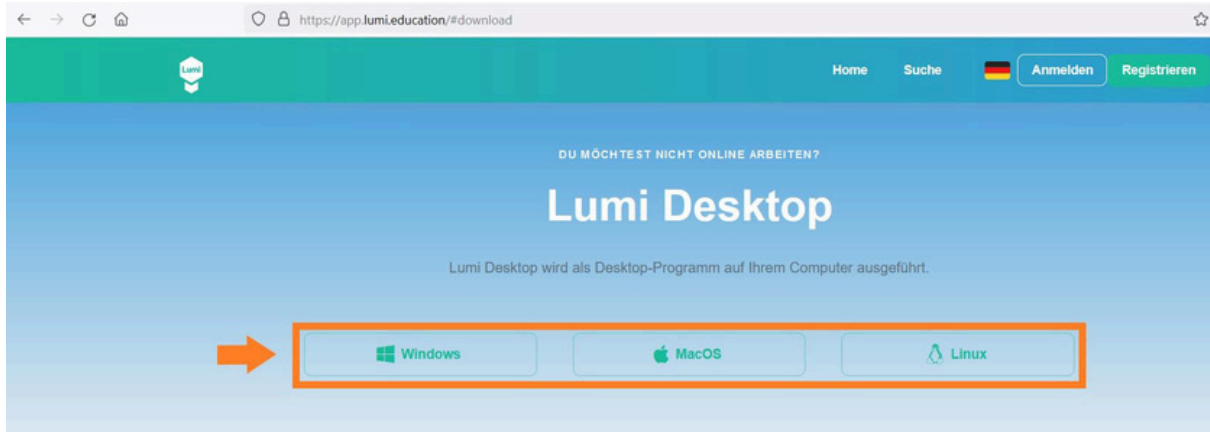 https://app.lumi.education/#download
Lumi
Home Suche Anmelden Registrieren
DU MÖCHTEST NICHT ONLINE ARBEITEN?
Lumi Desktop
Lumi Desktop wird als Desktop-Programm auf Ihrem Computer ausgeführt.
Windows MacOS Linux